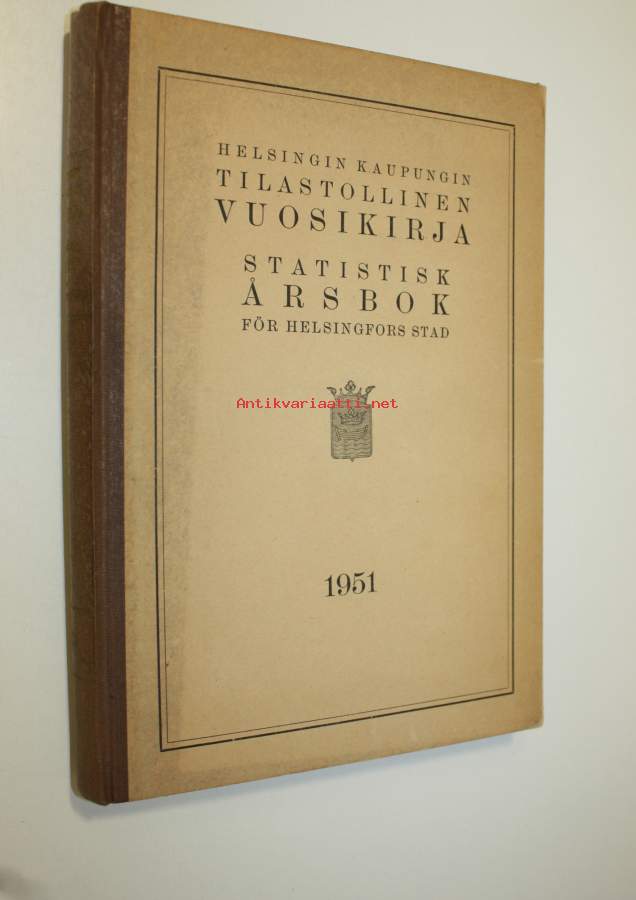 HELSINGIN KAUPUNGIN
TILASTOLLINEN
VUOSIKIRJA
STATISTISK
ÅRSBOK
FÖR HELSINGFORS STAD
Antikvariaatti.net
1951